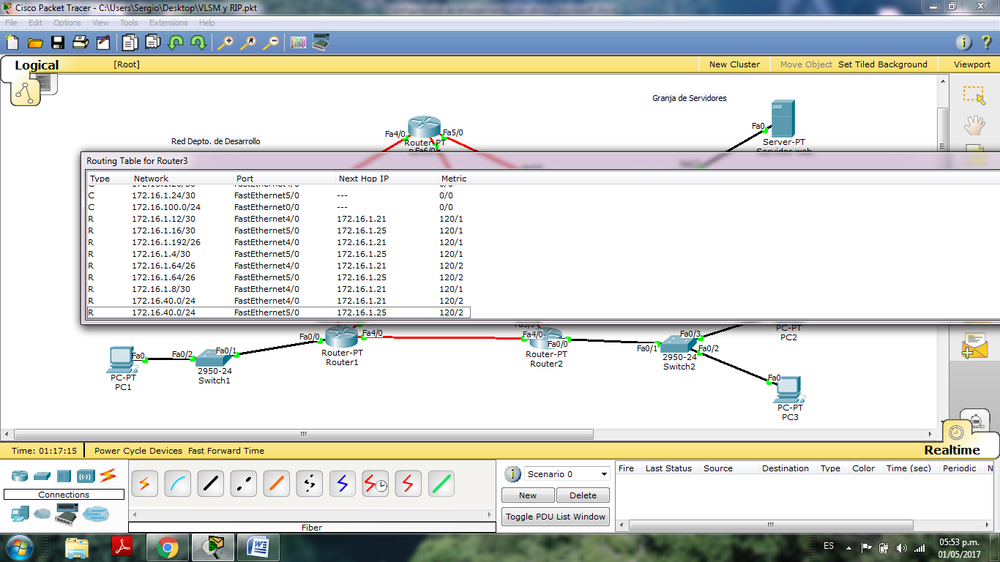 Cisco Packet Tracer - C:\Users\Sergio\Desktop\VLSM y RIP.pkt
File Edit Options View Tools Extensions Help
Logical [Root] New Cluster Move Object Set Tiled Background Viewport
Granja de Servidores
Red Depto. de Desarrollo
Fa4/0 Fa5/0
Router-PT
Fa6/0
Fa0
Server-PT
Servidor web
Routing Table for Router3
Type Network Port Next Hop IP Metric
C 172.16.1.20/30 FastEthernet4/0 --- 0/0
C 172.16.1.24/30 FastEthernet5/0 --- 0/0
C 172.16.100.0/24 FastEthernet0/0 --- 0/0
R 172.16.1.12/30 FastEthernet4/0 172.16.1.21 120/1
R 172.16.1.16/30 FastEthernet5/0 172.16.1.25 120/1
R 172.16.1.192/26 FastEthernet4/0 172.16.1.21 120/1
R 172.16.1.4/30 FastEthernet5/0 172.16.1.25 120/1
R 172.16.1.64/26 FastEthernet4/0 172.16.1.21 120/2
R 172.16.1.64/26 FastEthernet5/0 172.16.1.25 120/2
R 172.16.1.8/30 FastEthernet4/0 172.16.1.21 120/1
R 172.16.40.0/24 FastEthernet4/0 172.16.1.21 120/2
R 172.16.40.0/24 FastEthernet5/0 172.16.1.25 120/2
Fa0/0 Fa4/0
Router-PT
Router1
Fa4/0 Fa5/0 Fa0/0
Router-PT
Router2
Fa0/1 Fa0/3 Fa0/2
2950-24
Switch2
PC-PT
PC2
Fa0
PC-PT
PC1
Fa0/2 Fa0/1
2950-24
Switch1
Fa0
PC-PT
PC3
Time: 01:17:15 Power Cycle Devices Fast Forward Time Realtime
Connections
Fiber
Scenario 0
New Delete
Toggle PDU List Window
Fire Last Status Source Destination Type Color Time (sec) Periodic N
ES 05:53 p.m.
01/05/2017